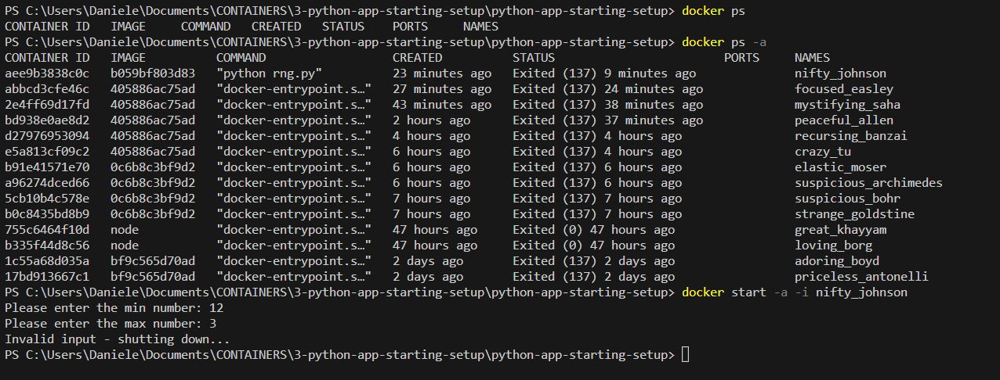 PS C:\Users\Daniele\Documents\CONTAINERS\3-python-app-starting-setup\python-app-starting-setup> docker ps
CONTAINER ID   IMAGE     COMMAND   CREATED   STATUS    PORTS     NAMES
PS C:\Users\Daniele\Documents\CONTAINERS\3-python-app-starting-setup\python-app-starting-setup> docker ps -a
CONTAINER ID   IMAGE          COMMAND                  CREATED          STATUS                        PORTS     NAMES
aee9b3838c0c   b059bf803d83   "python rng.py"          23 minutes ago   Exited (137) 9 minutes ago              nifty_johnson
abbcd3cfe46c   405886ac75ad   "docker-entrypoint.s…"   27 minutes ago   Exited (137) 24 minutes ago             focused_easley
2e4ff69d17fd   405886ac75ad   "docker-entrypoint.s…"   43 minutes ago   Exited (137) 38 minutes ago             mystifying_saha
bd938e0ae8d2   405886ac75ad   "docker-entrypoint.s…"   2 hours ago      Exited (137) 37 minutes ago             peaceful_allen
d27976953094   405886ac75ad   "docker-entrypoint.s…"   4 hours ago      Exited (137) 4 hours ago                recursing_banzai
e5a813cf09c2   405886ac75ad   "docker-entrypoint.s…"   6 hours ago      Exited (137) 4 hours ago                crazy_tu
b91e41571e70   0c6b8c3bf9d2   "docker-entrypoint.s…"   6 hours ago      Exited (137) 6 hours ago                elastic_moser
a96274dced66   0c6b8c3bf9d2   "docker-entrypoint.s…"   6 hours ago      Exited (137) 6 hours ago                suspicious_archimedes
5cb10b4c578e   0c6b8c3bf9d2   "docker-entrypoint.s…"   7 hours ago      Exited (137) 7 hours ago                suspicious_bohr
b0c8435bd8b9   0c6b8c3bf9d2   "docker-entrypoint.s…"   7 hours ago      Exited (137) 7 hours ago                strange_goldstine
755c6464f10d   node           "docker-entrypoint.s…"   47 hours ago     Exited (0) 47 hours ago                 great_khayyam
b335f44d8c56   node           "docker-entrypoint.s…"   47 hours ago     Exited (0) 47 hours ago                 loving_borg
1c55a68d035a   bf9c565d70ad   "docker-entrypoint.s…"   2 days ago       Exited (137) 2 days ago                 adoring_boyd
17bd913667c1   bf9c565d70ad   "docker-entrypoint.s…"   2 days ago       Exited (137) 2 days ago                 priceless_antonelli
PS C:\Users\Daniele\Documents\CONTAINERS\3-python-app-starting-setup\python-app-starting-setup> docker start -a -i nifty_johnson
Please enter the min number: 12
Please enter the max number: 3
Invalid input - shutting down...
PS C:\Users\Daniele\Documents\CONTAINERS\3-python-app-starting-setup\python-app-starting-setup>